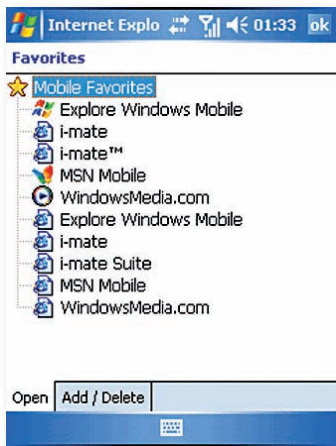 Internet Explo 01:33 ok
Favorites
Mobile Favorites
Explore Windows Mobile
i-mate
i-mate™
MSN Mobile
WindowsMedia.com
Explore Windows Mobile
i-mate
i-mate Suite
MSN Mobile
WindowsMedia.com
Open Add / Delete